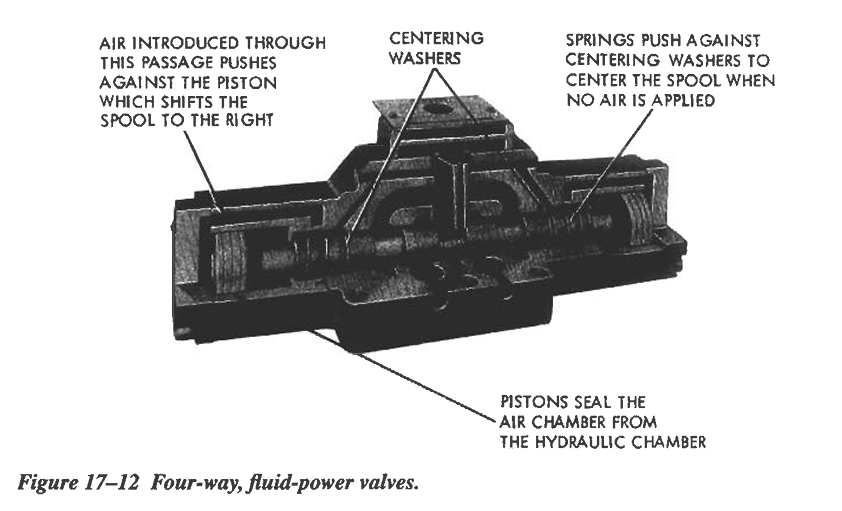 AIR INTRODUCED THROUGH
THIS PASSAGE PUSHES
AGAINST THE PISTON
WHICH SHIFTS THE
SPOOL TO THE RIGHT
CENTERING
WASHERS
SPRINGS PUSH AGAINST
CENTERING WASHERS TO
CENTER THE SPOOL WHEN
NO AIR IS APPLIED
PISTONS SEAL THE
AIR CHAMBER FROM
THE HYDRAULIC CHAMBER
Figure 17–12 Four-way, fluid-power valves.